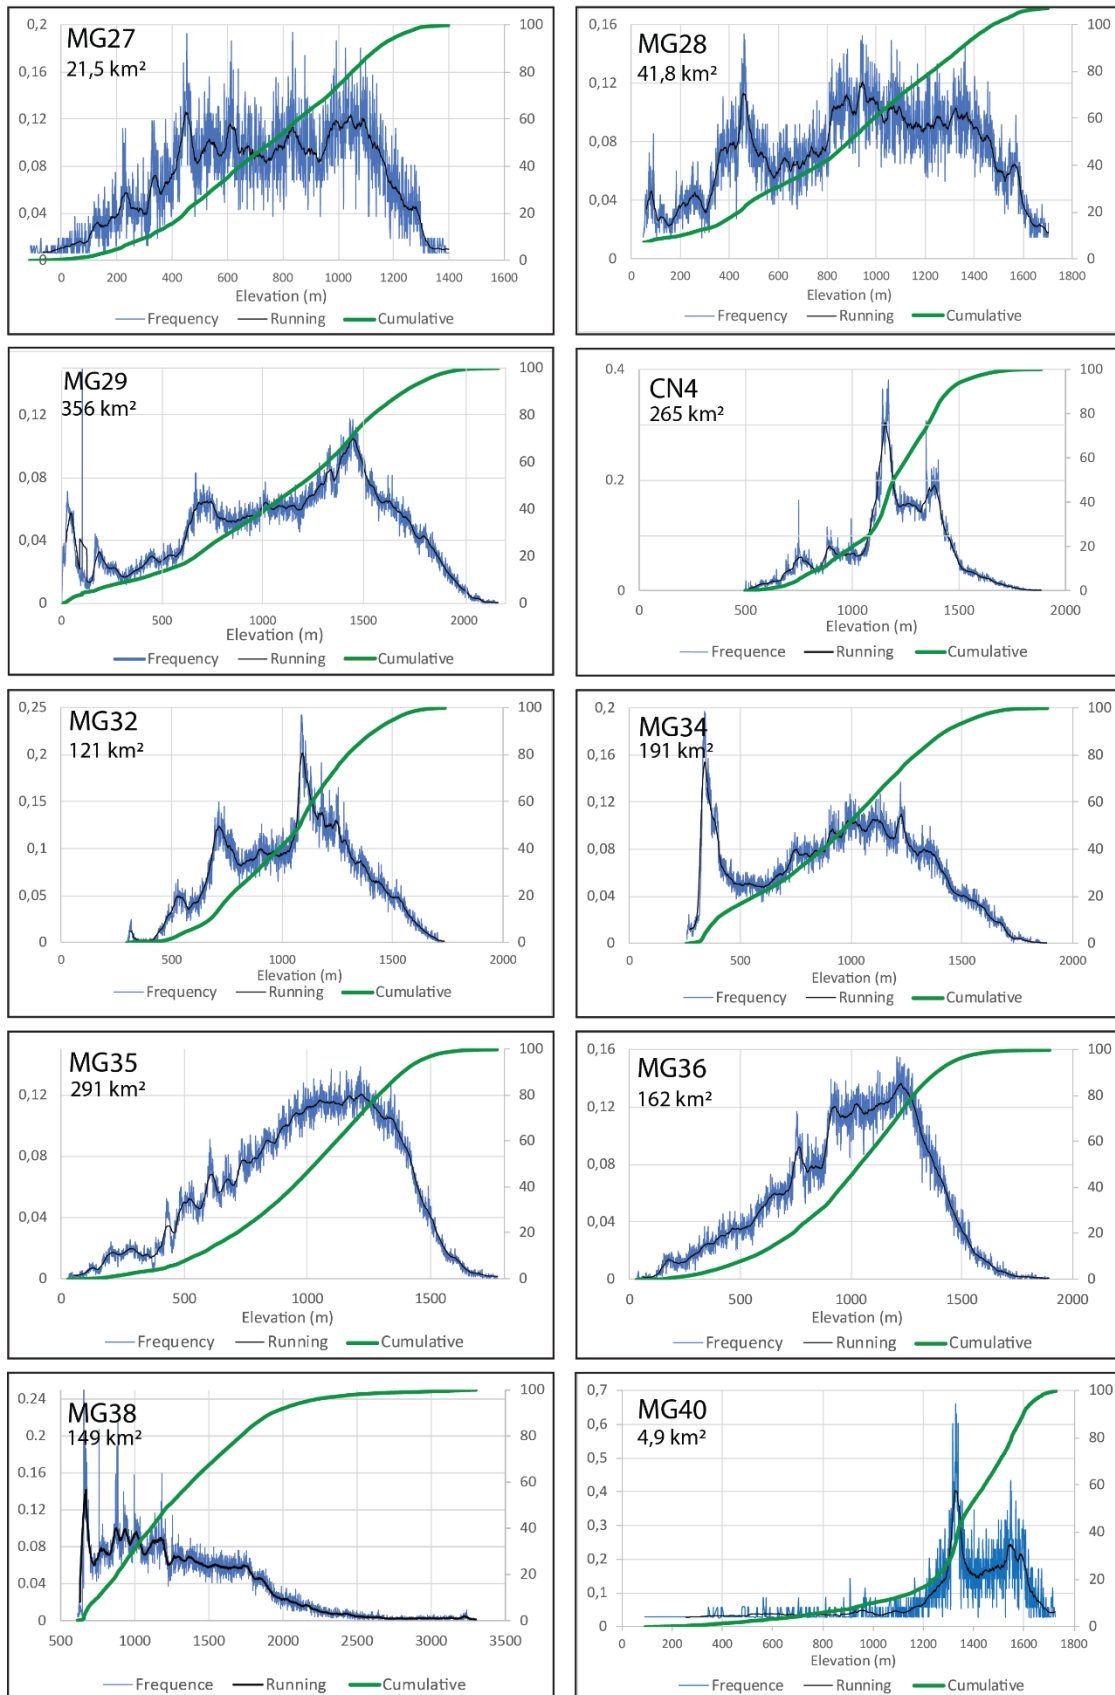 MG27
21,5 km²
0,2
0,16
0,12
0,08
0,04
0
100
80
60
40
20
0
0 200 400 600 800 1000 1200 1400 1600
Elevation (m)
Frequency Running Cumulative
MG28
41,8 km²
0,16
0,12
0,08
0,04
0
100
80
60
40
20
0
0 200 400 600 800 1000 1200 1400 1600 1800
Elevation (m)
Frequency Running Cumulative
MG29
356 km²
0,12
0,08
0,04
0
100
80
60
40
20
0
0 500 1000 1500 2000
Elevation (m)
Frequency Running Cumulative
CN4
265 km²
0.4
0.2
0
100
80
60
40
20
0
0 500 1000 1500 2000
Elevation (m)
Frequence Running Cumulative
MG32
121 km²
0,25
0,2
0,15
0,1
0,05
0
100
80
60
40
20
0
0 500 1000 1500 2000
Elevation (m)
Frequency Running Cumulative
MG34
191 km²
0,2
0,16
0,12
0,08
0,04
0
100
80
60
40
20
0
0 500 1000 1500 2000
Elevation (m)
Frequency Running Cumulative
MG35
291 km²
0,12
0,08
0,04
0
100
80
60
40
20
0
0 500 1000 1500
Elevation (m)
Frequency Running Cumulative
MG36
162 km²
0,16
0,12
0,08
0,04
0
100
80
60
40
20
0
0 500 1000 1500 2000
Elevation (m)
Frequency Running Cumulative
MG38
149 km²
0.24
0.2
0.16
0.12
0.08
0.04
0
100
80
60
40
20
0
500 1000 1500 2000 2500 3000 3500
Frequency Running Cumulative
MG40
4,9 km²
0,7
0,6
0,5
0,4
0,3
0,2
0,1
0
100
80
60
40
20
0
0 200 400 600 800 1000 1200 1400 1600 1800
Elevation (m)
Frequence Running Cumulative